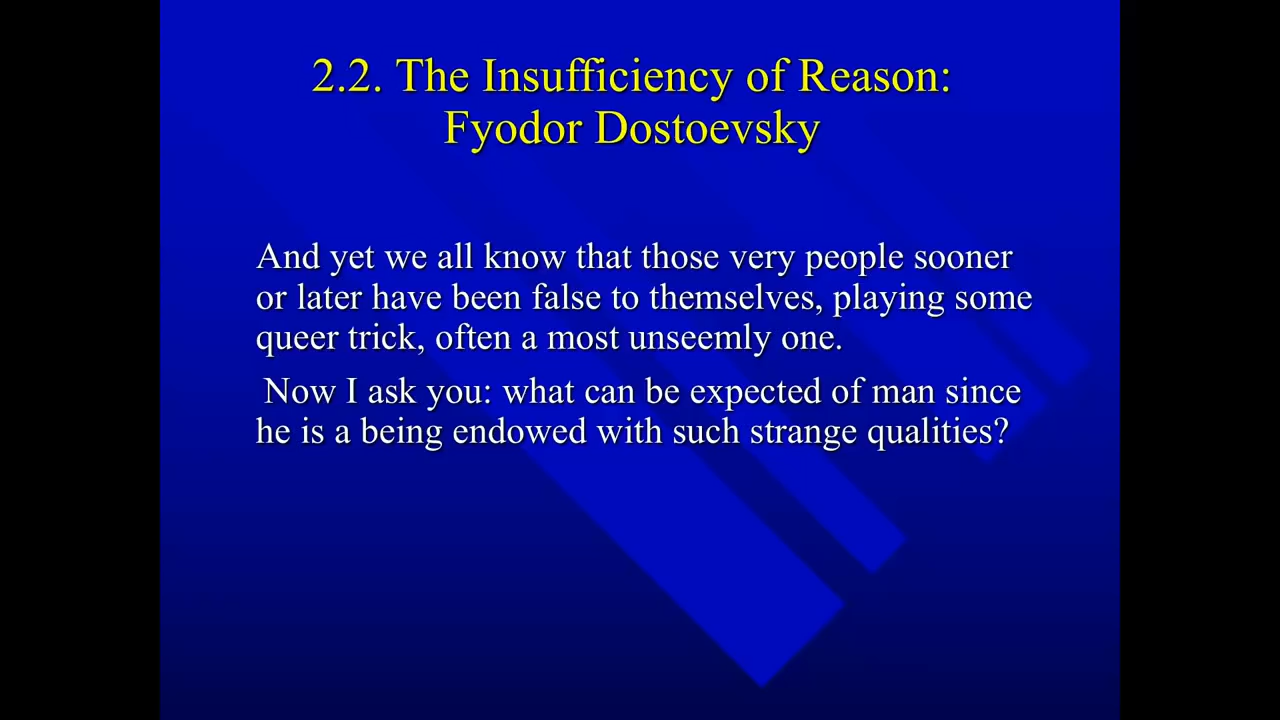 2.2. The Insufficiency of Reason:
Fyodor Dostoevsky
And yet we all know that those very people sooner
or later have been false to themselves, playing some
queer trick, often a most unseemly one.
Now I ask you: what can be expected of man since
he is a being endowed with such strange qualities?